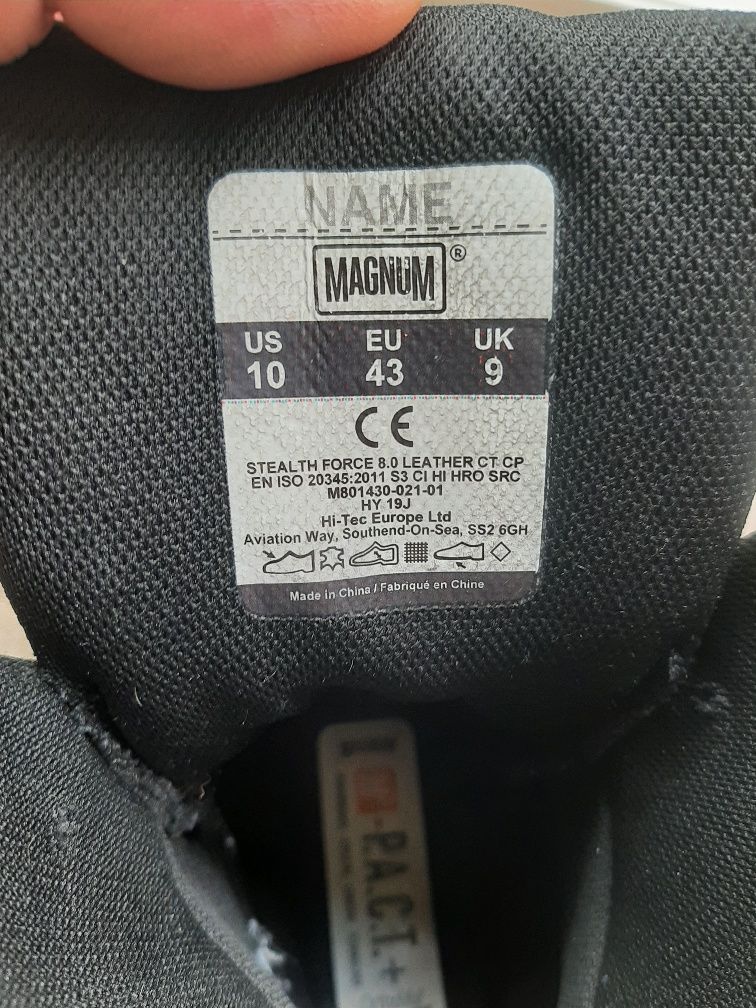 NAME
MAGNUM ®
US EU UK
10 43 9
CE
STEALTH FORCE 8.0 LEATHER CT CP
EN ISO 20345:2011 S3 CI HI HRO SRC
M801430-021-01
HY 19J
Hi-Tec Europe Ltd
Aviation Way, Southend-On-Sea, SS2 6GH
Made in China / Fabriqué en Chine
-P.A.C.T.+